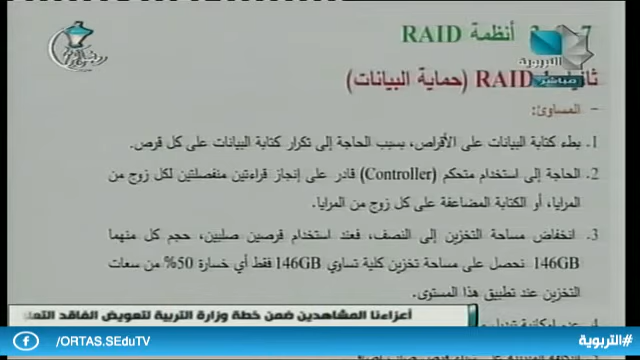 أنظمة RAID
RAID (حماية البيانات)
التربوية
مباشر
– المساوئ:
1. بطء كتابة البيانات على الأقراص، بسبب الحاجة إلى تكرار كتابة البيانات على كل قرص.
2. الحاجة إلى استخدام متحكم (Controller) قادر على إنجاز قراءتين منفصلتين لكل زوج من
المرايا، أو الكتابة المضاعفة على كل زوج من المرايا.
3. انخفاض مساحة التخزين إلى النصف، فعند استخدام قرصين صلبين، حجم كل منهما
146GB نحصل على مساحة تخزين كلية تساوي 146GB فقط أي خسارة 50% من سعات
التخزين عند تطبيق هذا المستوى.
أعزاءنا المشاهدين ضمن خطة وزارة التربية لتعويض الفاقد
/ORTAS.SEduTV
#التربوية